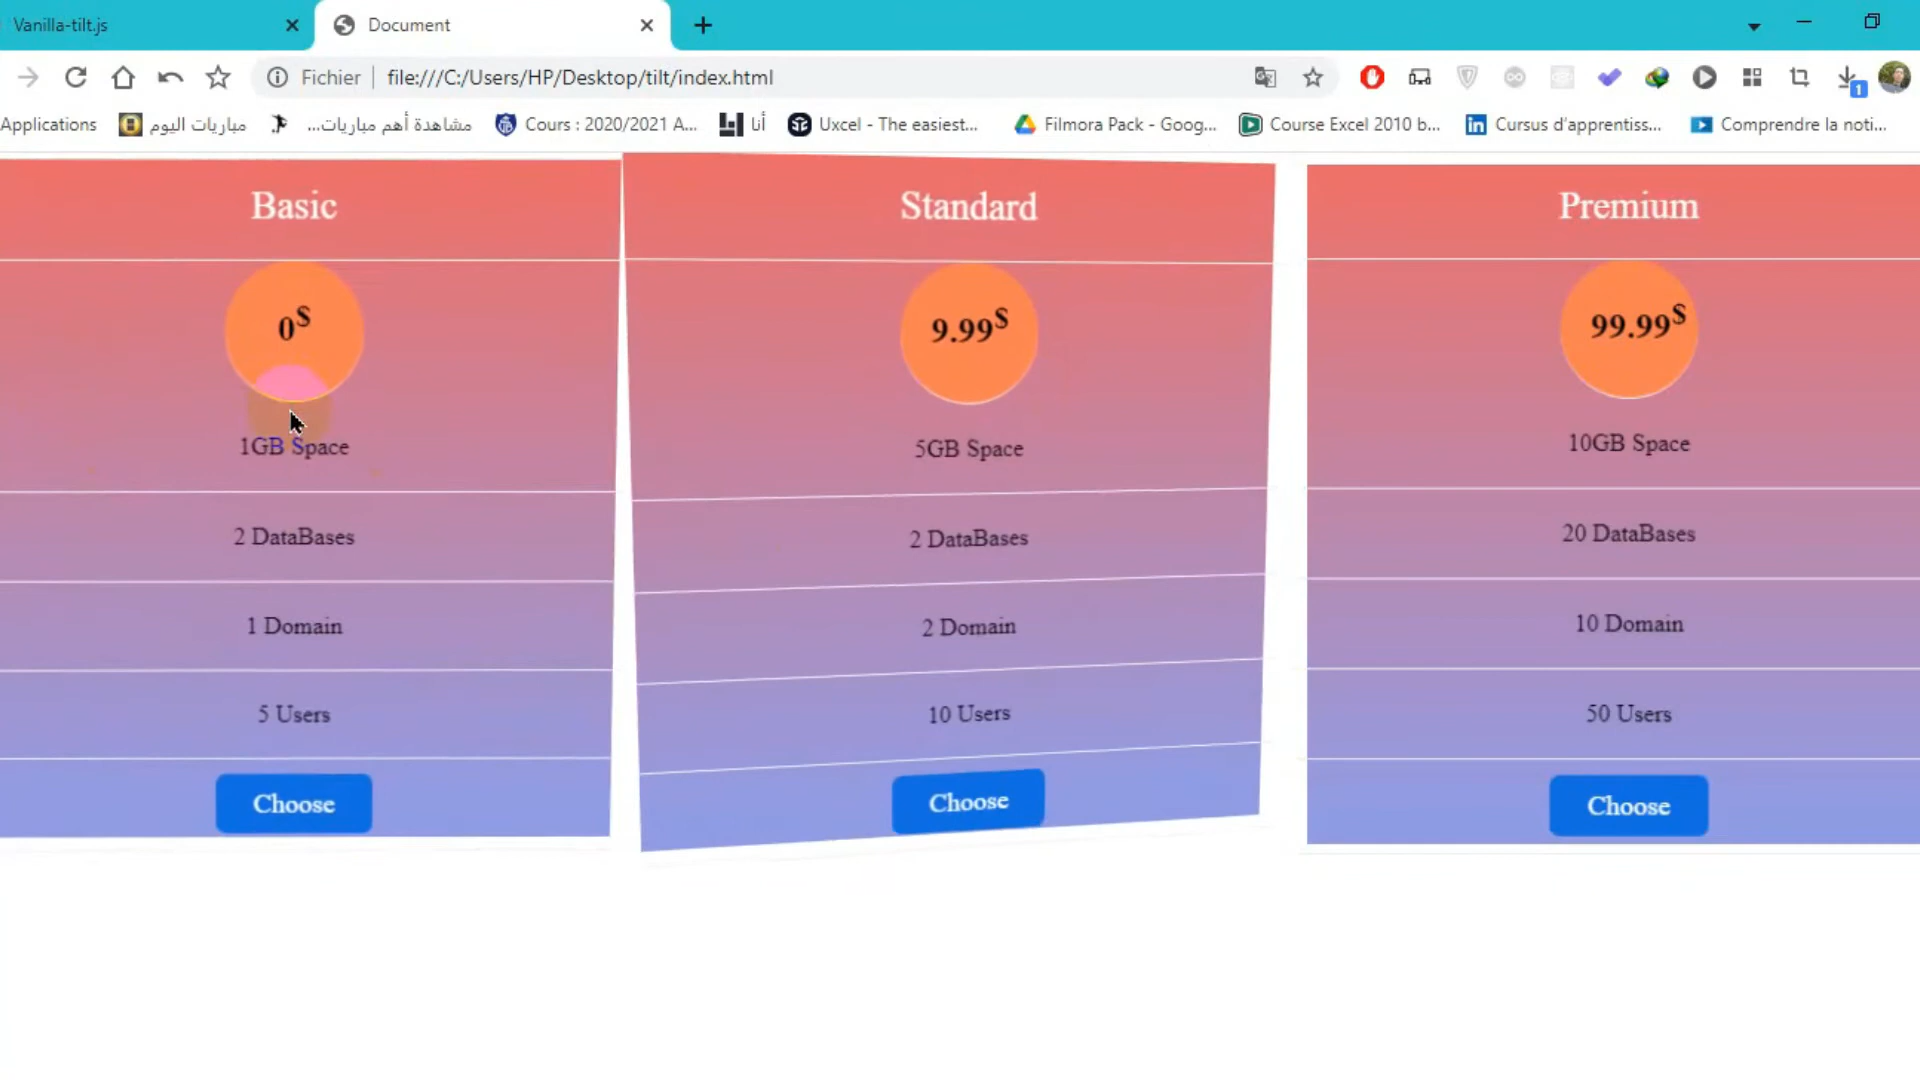 Vanilla-tilt.js
Document
Fichier
file:///C:/Users/HP/Desktop/tilt/index.html
1
Applications
مباريات اليوم
مشاهدة أهم مباريات...
Cours : 2020/2021 A...
أنا
Uxcel - The easiest...
Filmora Pack - Goog...
Course Excel 2010 b...
Cursus d'apprentiss...
Comprendre la noti...
Basic
0$
1GB Space
2 DataBases
1 Domain
5 Users
Choose
Standard
9.99$
5GB Space
2 DataBases
2 Domain
10 Users
Choose
Premium
99.99$
10GB Space
20 DataBases
10 Domain
50 Users
Choose